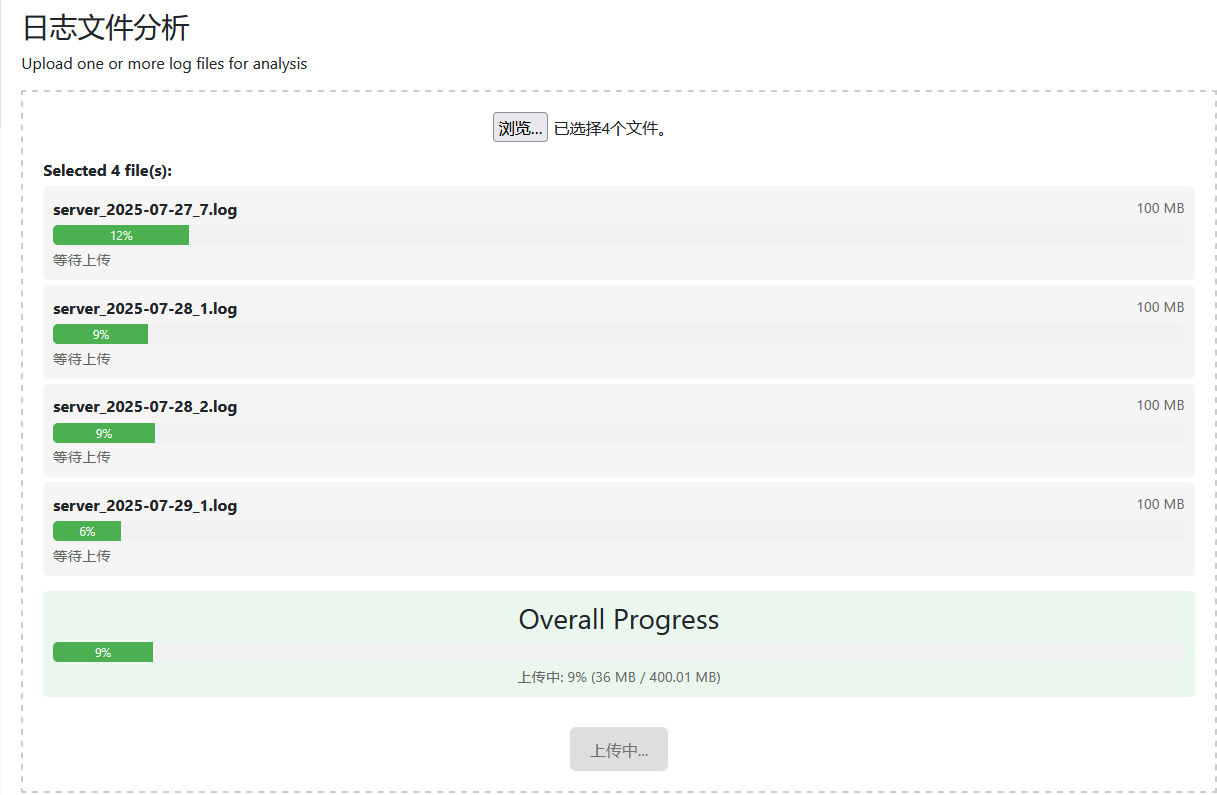 日志文件分析
Upload one or more log files for analysis
浏览... 已选择4个文件。
Selected 4 file(s):
server_2025-07-27_7.log 100 MB
12%
等待上传
server_2025-07-28_1.log 100 MB
9%
等待上传
server_2025-07-28_2.log 100 MB
9%
等待上传
server_2025-07-29_1.log 100 MB
6%
等待上传
Overall Progress
9%
上传中: 9% (36 MB / 400.01 MB)
上传中...